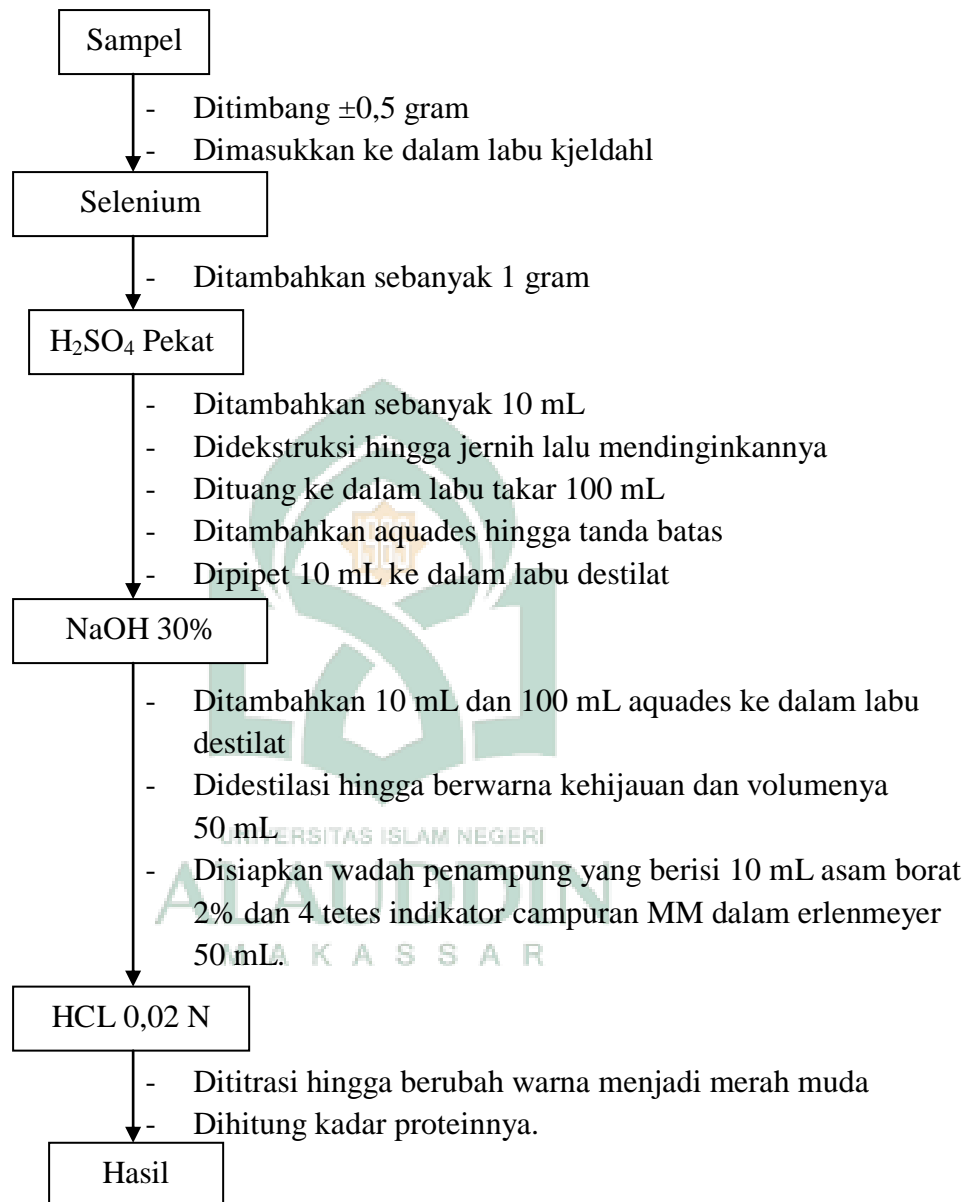 Sampel
- Ditimbang ±0,5 gram
- Dimasukkan ke dalam labu kjeldahl
Selenium
- Ditambahkan sebanyak 1 gram
H₂SO₄ Pekat
- Ditambahkan sebanyak 10 mL
- Didekstruksi hingga jernih lalu mendinginkannya
- Dituang ke dalam labu takar 100 mL
- Ditambahkan aquades hingga tanda batas
- Dipipet 10 mL ke dalam labu destilat
NaOH 30%
- Ditambahkan 10 mL dan 100 mL aquades ke dalam labu
destilat
- Didestilasi hingga berwarna kehijauan dan volumenya
50 mL
UNIVERSITAS ISLAM NEGERI
- Disiapkan wadah penampung yang berisi 10 mL asam borat
ALAUDDIN
2% dan 4 tetes indikator campuran MM dalam erlenmeyer
50 mL.
MAKASSAR
HCL 0,02 N
- Dititrasi hingga berubah warna menjadi merah muda
- Dihitung kadar proteinnya.
Hasil